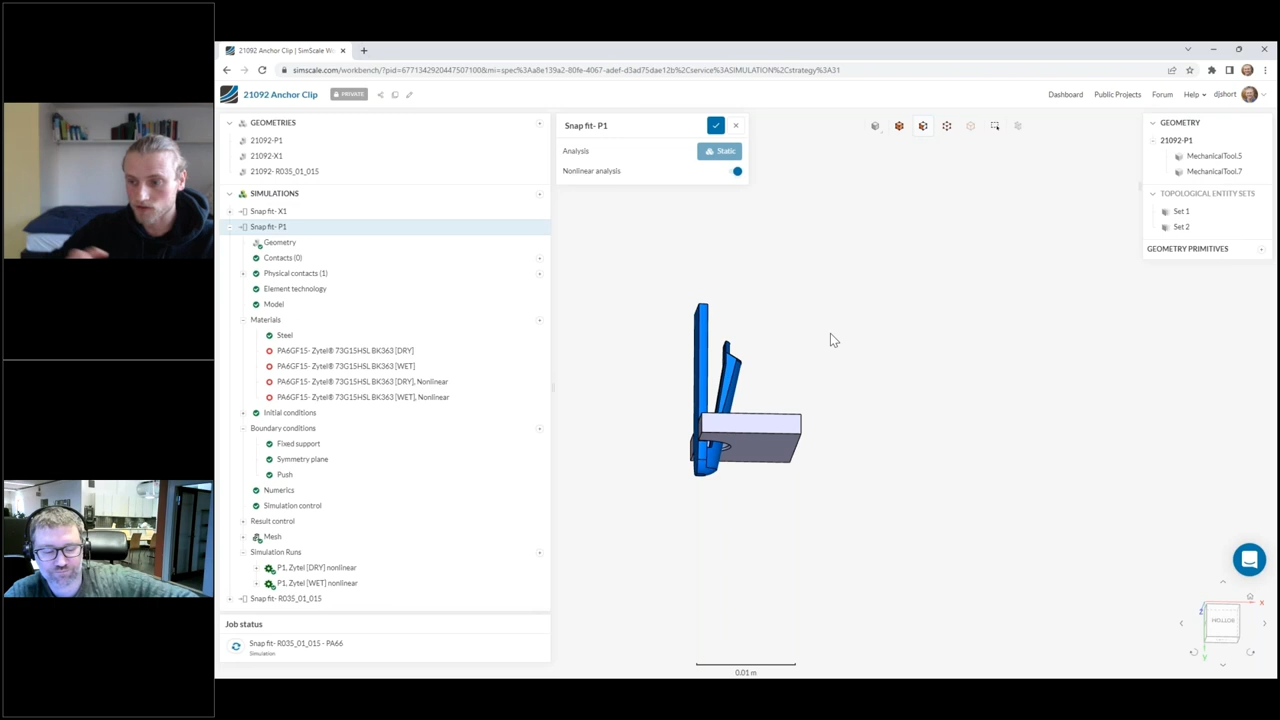 21092 Anchor Clip | SimScale Wo
simscale.com/workbench/?pid=6771342920447507100&mi=spec%3Aa8e139a2-80fe-4067-adef-d3ad75dae12b%2Cservice%3ASIMULATION%2Cstrategy%3A31
21092 Anchor Clip
PRIVATE
Dashboard
Public Projects
Forum
Help
djshort
GEOMETRIES
21092-P1
21092-X1
21092- R035_01_015
SIMULATIONS
Snap fit- X1
Snap fit- P1
Geometry
Contacts (0)
Physical contacts (1)
Element technology
Model
Materials
Steel
PA6GF15- Zytel® 73G15HSL BK363 [DRY]
PA6GF15- Zytel® 73G15HSL BK363 [WET]
PA6GF15- Zytel® 73G15HSL BK363 [DRY], Nonlinear
PA6GF15- Zytel® 73G15HSL BK363 [WET], Nonlinear
Initial conditions
Boundary conditions
Fixed support
Symmetry plane
Push
Numerics
Simulation control
Result control
Mesh
Simulation Runs
P1, Zytel [DRY] nonlinear
P1, Zytel [WET] nonlinear
Snap fit- R035_01_015
Job status
Snap fit- R035_01_015 - PA66
Simulation
Snap fit- P1
Analysis
Static
Nonlinear analysis
0.01 m
GEOMETRY
21092-P1
MechanicalTool.5
MechanicalTool.7
TOPOLOGICAL ENTITY SETS
Set 1
Set 2
GEOMETRY PRIMITIVES
X
Z
BOTTOM
Y